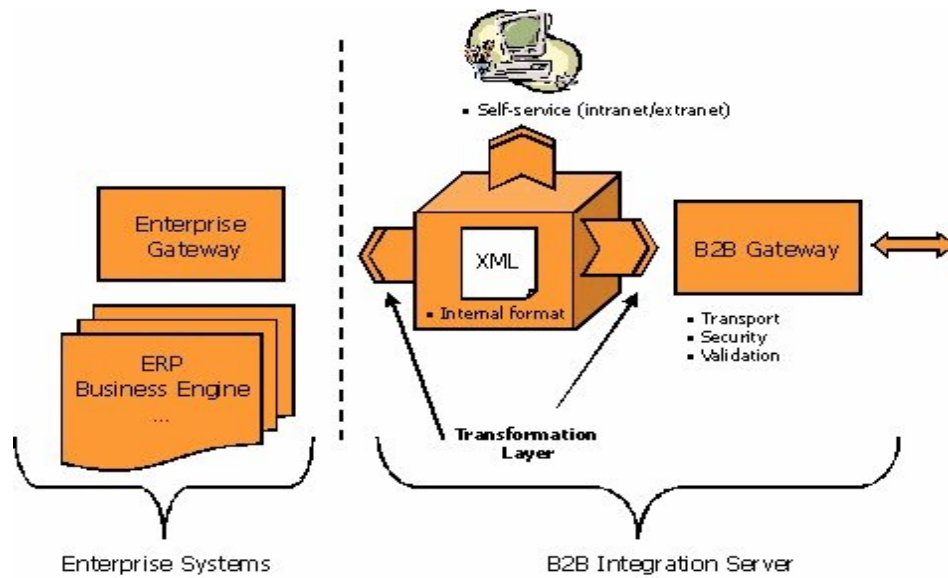 ▪ Self-service (intranet/extranet)
Enterprise
Gateway
XML
▪ Internal format
B2B Gateway
▪ Transport
▪ Security
▪ Validation
ERP
Business Engine
...
Transformation
Layer
Enterprise Systems
B2B Integration Server